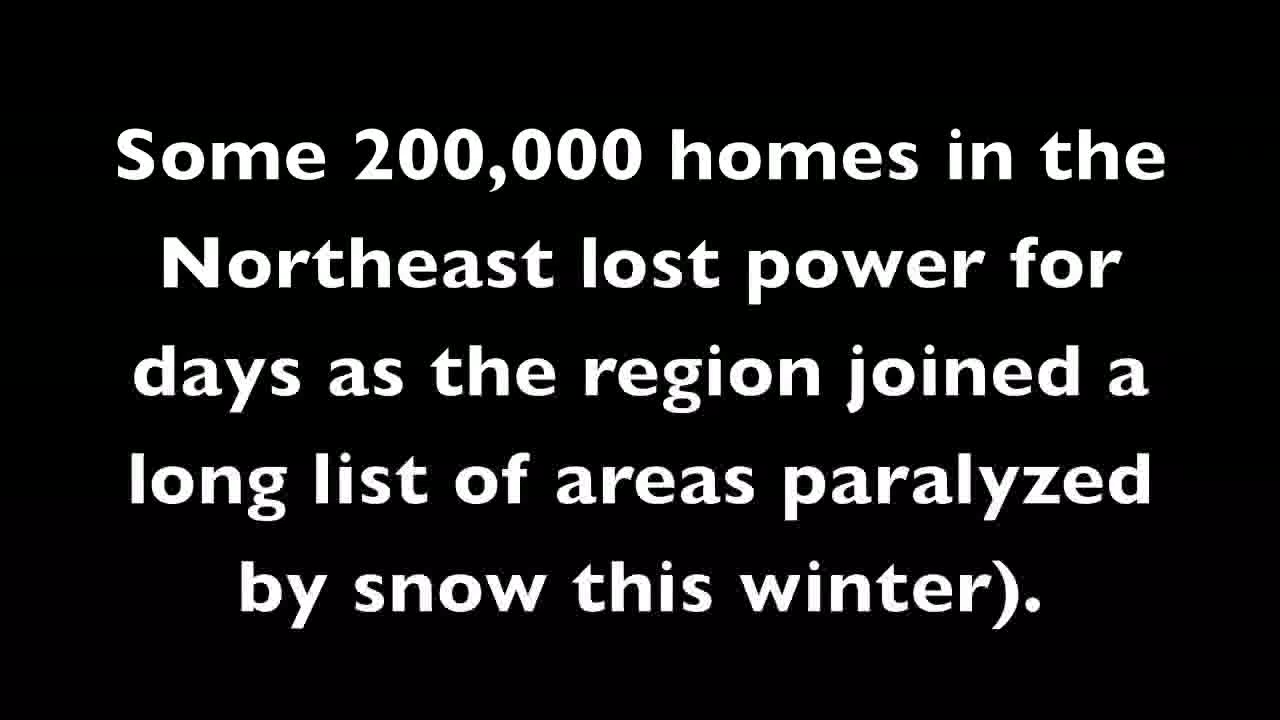 Some 200,000 homes in the
Northeast lost power for
days as the region joined a
long list of areas paralyzed
by snow this winter).